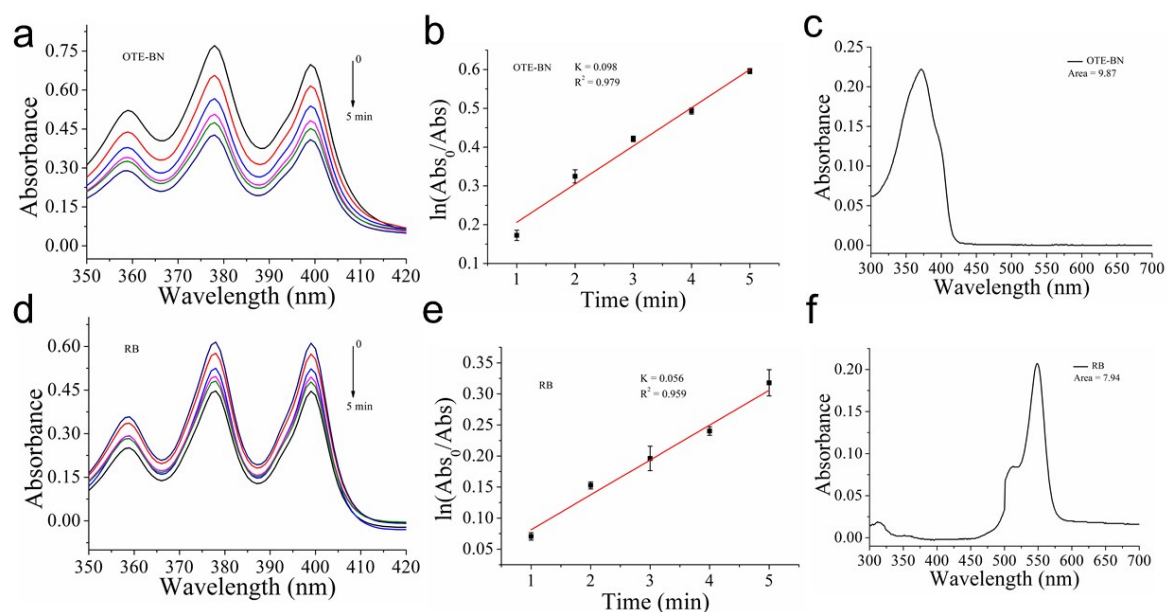 a
OTE-BN
0
5 min
0.75
0.60
0.45
0.30
0.15
0.00
Absorbance
350 360 370 380 390 400 410 420
Wavelength (nm)
b
OTE-BN
K = 0.098
R² = 0.979
0.6
0.5
0.4
0.3
0.2
0.1
ln(Abs₀/Abs)
1 2 3 4 5
Time (min)
c
OTE-BN
Area = 9.87
0.25
0.20
0.15
0.10
0.05
0.00
Absorbance
300 350 400 450 500 550 600 650 700
Wavelength (nm)
d
RB
0
5 min
0.60
0.45
0.30
0.15
0.00
Absorbance
350 360 370 380 390 400 410 420
Wavelength (nm)
e
RB
K = 0.056
R² = 0.959
0.35
0.30
0.25
0.20
0.15
0.10
0.05
ln(Abs₀/Abs)
1 2 3 4 5
Time (min)
f
RB
Area = 7.94
0.20
0.15
0.10
0.05
0.00
Absorbance
300 350 400 450 500 550 600 650 700
Wavelength (nm)